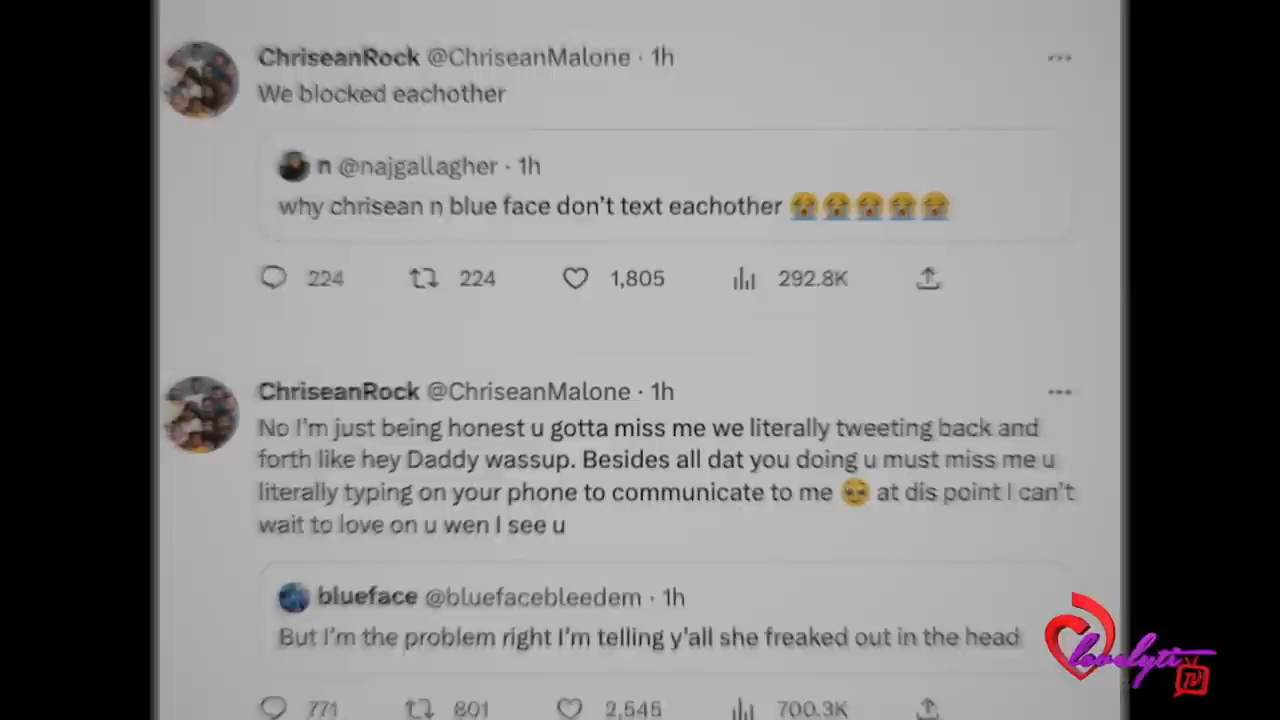 ChriseanRock @ChriseanMalone · 1h
We blocked eachother
n @najgallagher · 1h
why chrisean n blue face don't text eachother 😭😭😭😭😭
224 224 1,805 292.8K
ChriseanRock @ChriseanMalone · 1h
No I'm just being honest u gotta miss me we literally tweeting back and
forth like hey Daddy wassup. Besides all dat you doing u must miss me u
literally typing on your phone to communicate to me 🥹 at dis point I can't
wait to love on u wen I see u
blueface @bluefacebleedem · 1h
But I'm the problem right I'm telling y'all she freaked out in the head
771 801 2,545 700.3K
lovelyti TV